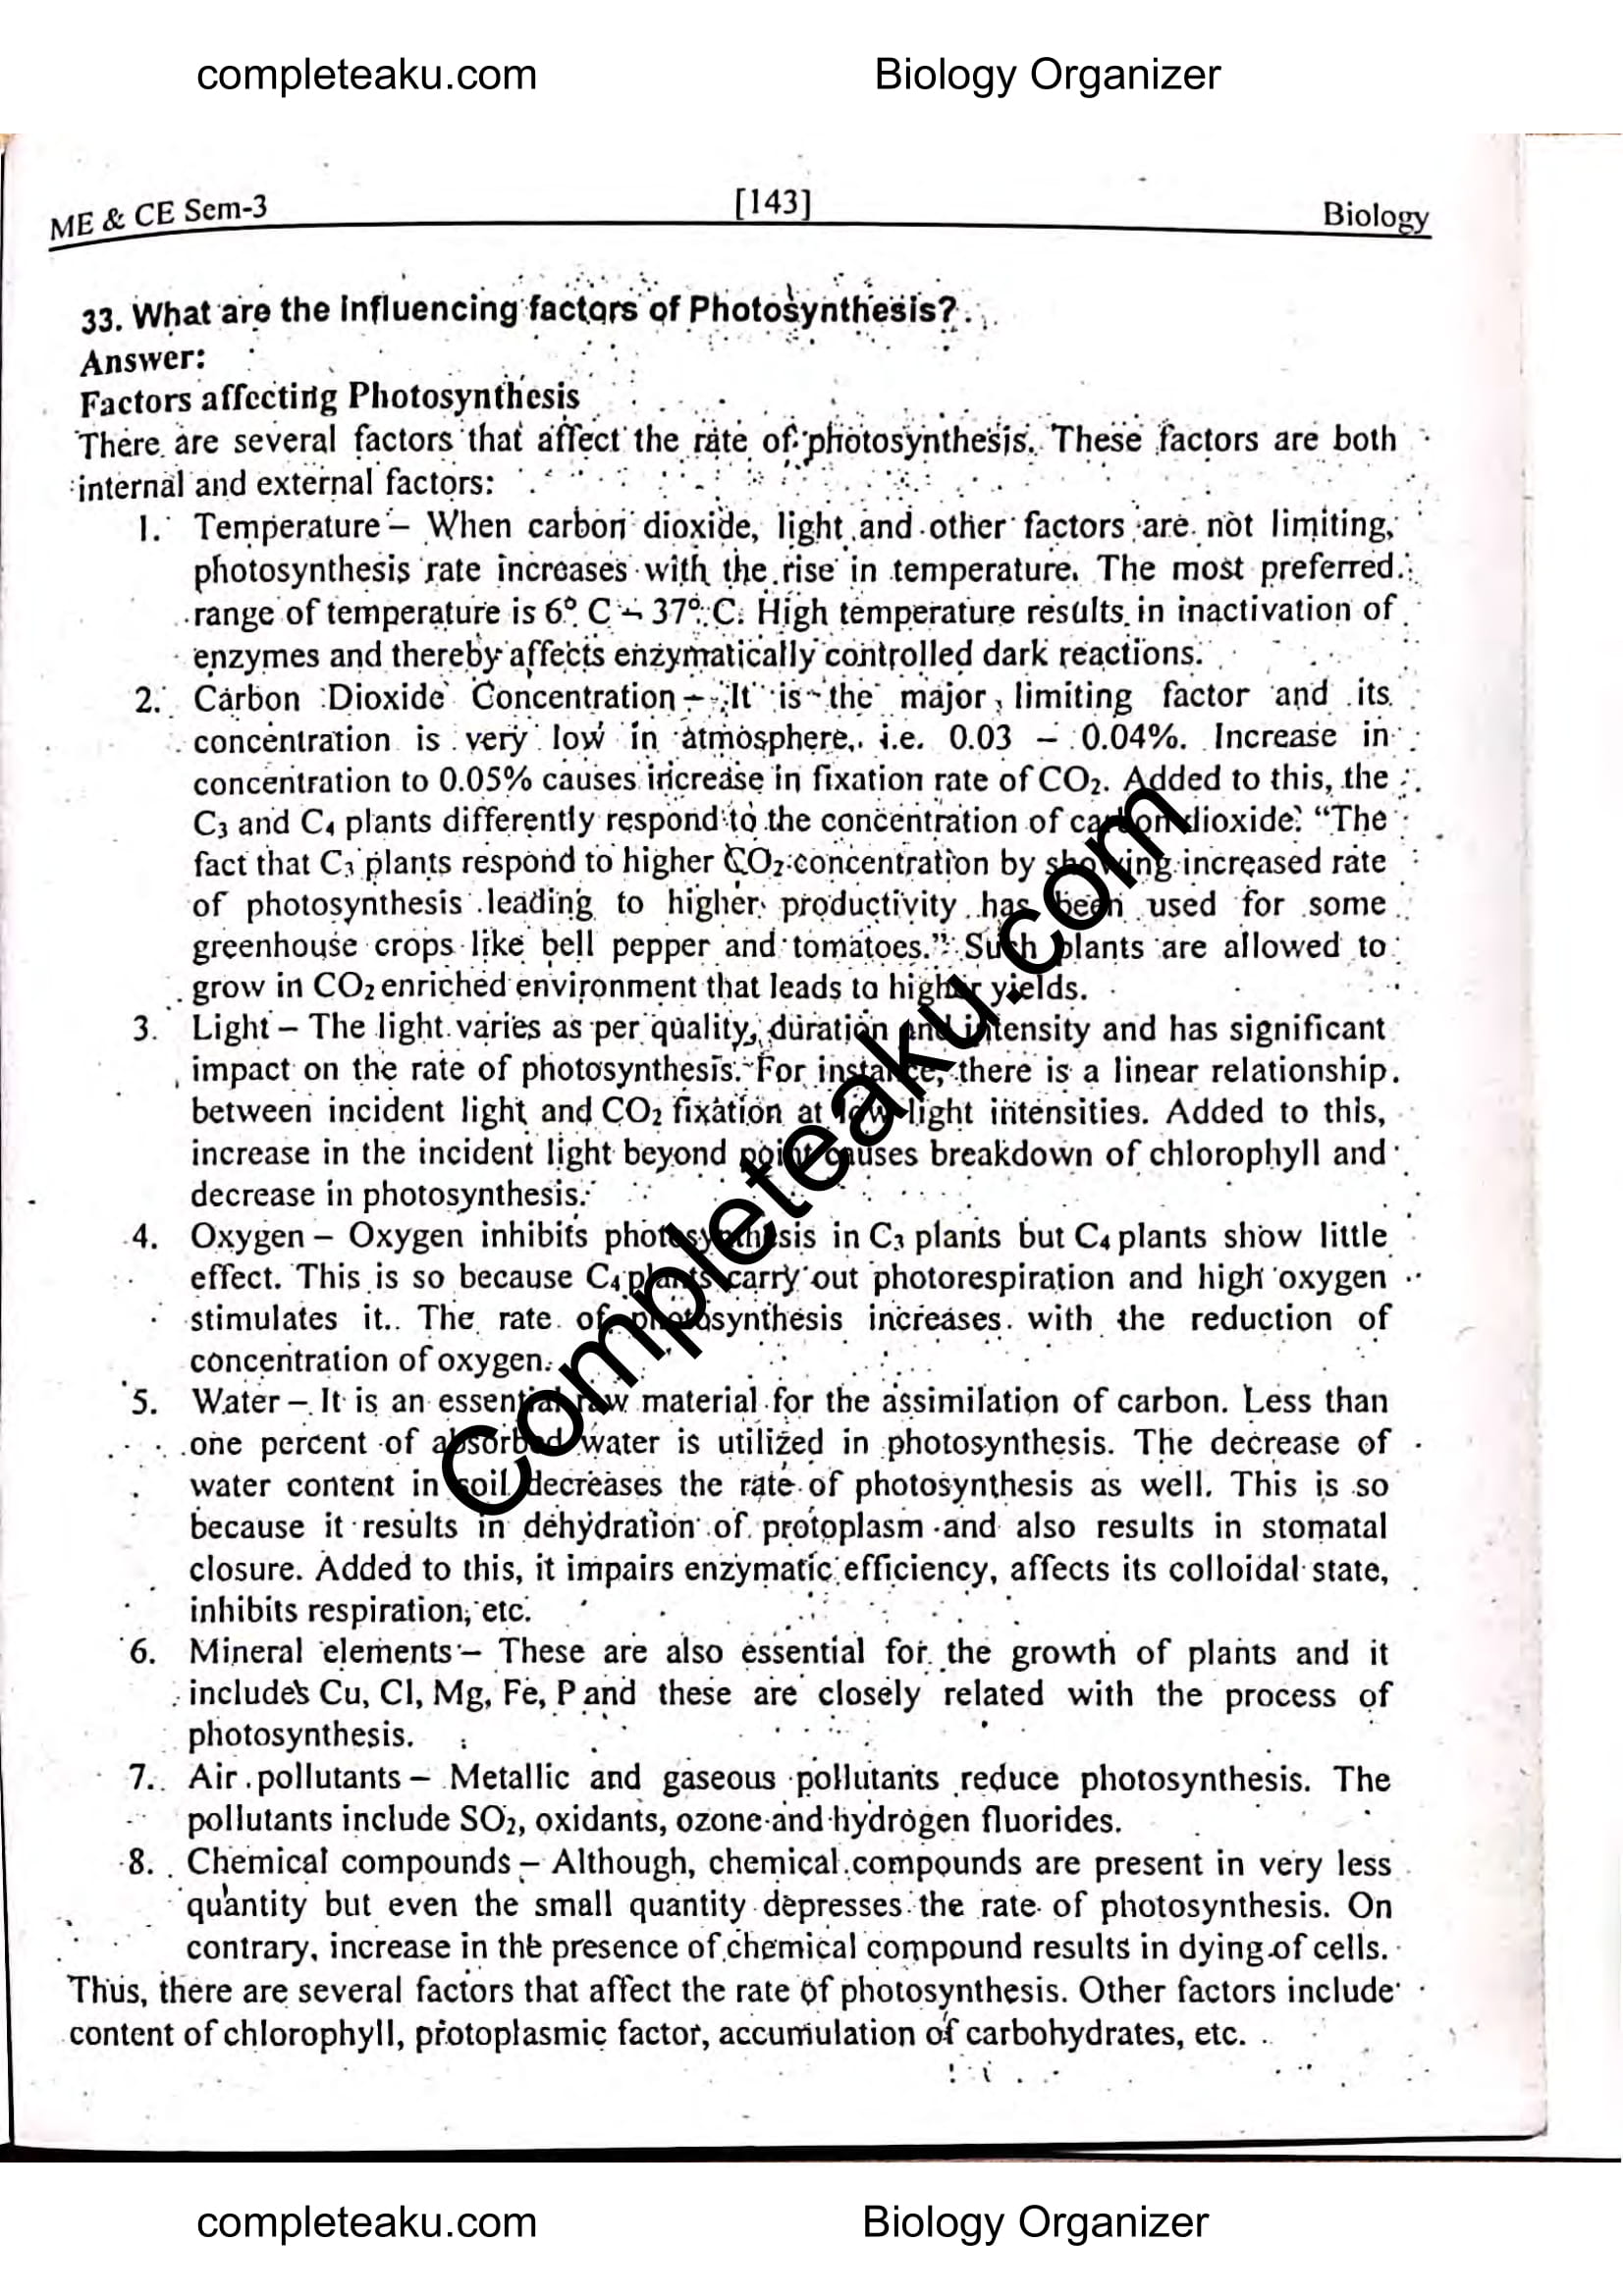 completeaku.com Biology Organizer
ME & CE Sem-3 [143] Biology
33. What are the Influencing factors of Photosynthesis?
Answer:
Factors affecting Photosynthesis
There are several factors that affect the rate of photosynthesis. These factors are both
internal and external factors:
1. Temperature – When carbon dioxide, light and other factors are not limiting,
photosynthesis rate increases with the rise in temperature. The most preferred
range of temperature is 6° C – 37° C. High temperature results in inactivation of
enzymes and thereby affects enzymatically controlled dark reactions.
2. Carbon Dioxide Concentration – It is the major limiting factor and its
concentration is very low in atmosphere, i.e. 0.03 – 0.04%. Increase in
concentration to 0.05% causes increase in fixation rate of CO₂. Added to this, the
C₃ and C₄ plants differently respond to the concentration of carbon dioxide. “The
fact that C₃ plants respond to higher CO₂ concentration by showing increased rate
of photosynthesis leading to higher productivity has been used for some
greenhouse crops like bell pepper and tomatoes.” Such plants are allowed to
grow in CO₂ enriched environment that leads to higher yields.
3. Light – The light varies as per quality, duration and intensity and has significant
impact on the rate of photosynthesis. For instance, there is a linear relationship
between incident light and CO₂ fixation at low light intensities. Added to this,
increase in the incident light beyond point causes breakdown of chlorophyll and
decrease in photosynthesis.
4. Oxygen – Oxygen inhibits photosynthesis in C₃ plants but C₄ plants show little
effect. This is so because C₄ plants carry out photorespiration and high oxygen
stimulates it. The rate of photosynthesis increases with the reduction of
concentration of oxygen.
5. Water – It is an essential raw material for the assimilation of carbon. Less than
one percent of absorbed water is utilized in photosynthesis. The decrease of
water content in soil decreases the rate of photosynthesis as well. This is so
because it results in dehydration of protoplasm and also results in stomatal
closure. Added to this, it impairs enzymatic efficiency, affects its colloidal state,
inhibits respiration, etc.
6. Mineral elements – These are also essential for the growth of plants and it
includes Cu, Cl, Mg, Fe, P and these are closely related with the process of
photosynthesis.
7. Air pollutants – Metallic and gaseous pollutants reduce photosynthesis. The
pollutants include SO₂, oxidants, ozone and hydrogen fluorides.
8. Chemical compounds – Although, chemical compounds are present in very less
quantity but even the small quantity depresses the rate of photosynthesis. On
contrary, increase in the presence of chemical compound results in dying of cells.
Thus, there are several factors that affect the rate of photosynthesis. Other factors include
content of chlorophyll, protoplasmic factor, accumulation of carbohydrates, etc.
Completeaku.com
completeaku.com Biology Organizer